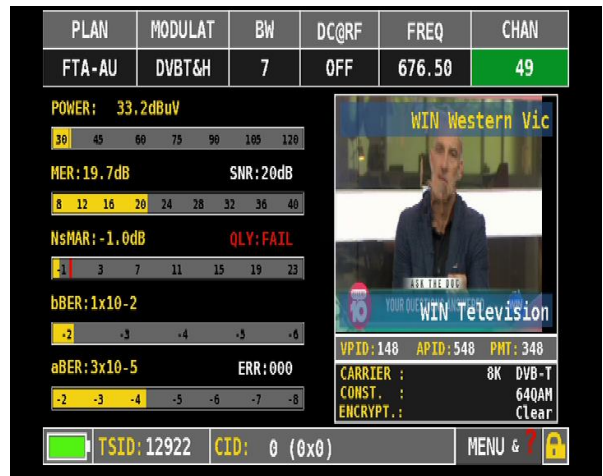 PLAN MODULAT BW DC@RF FREQ CHAN
FTA-AU DVBT&H 7 OFF 676.50 49
POWER: 33.2dBuV
30 45 60 75 90 105 120
MER:19.7dB SNR:20dB
8 12 16 20 24 28 32 36 40
NsMAR:-1.0dB QLY:FAIL
-1 3 7 11 15 19 23
bBER:1x10-2
-2 -3 -4 -5 -6
aBER:3x10-5 ERR:000
-2 -3 -4 -5 -6 -7 -8
WIN Western Vic
ASK THE DOC
10 YOUR QUESTIONS ANSWERED
WIN Television
VPID:148 APID:548 PMT:348
CARRIER : 8K DVB-T
CONST. : 64QAM
ENCRYPT.: Clear
TSID:12922 CID: 0 (0x0) MENU & ?